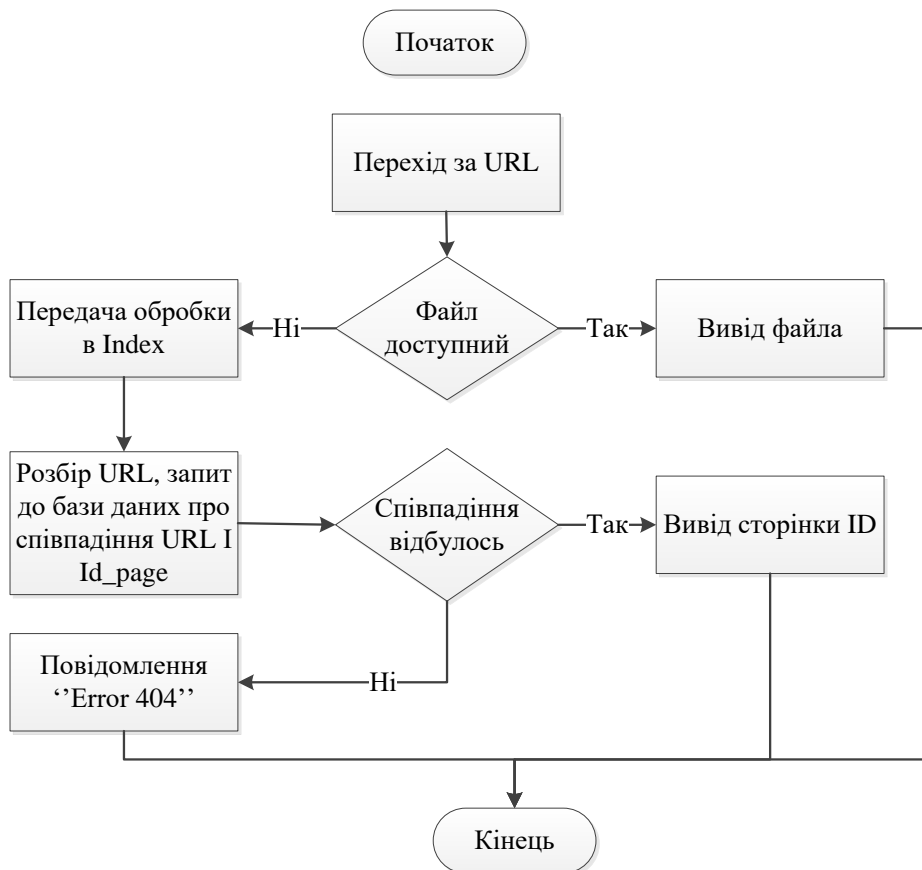 Початок
Перехід за URL
Передача обробки
в Index
Ні
Файл
доступний
Так
Вивід файла
Розбір URL, запит
до бази даних про
співпадіння URL І
Id_page
Співпадіння
відбулось
Так
Вивід сторінки ID
Повідомлення
‘’Error 404’’
Ні
Кінець